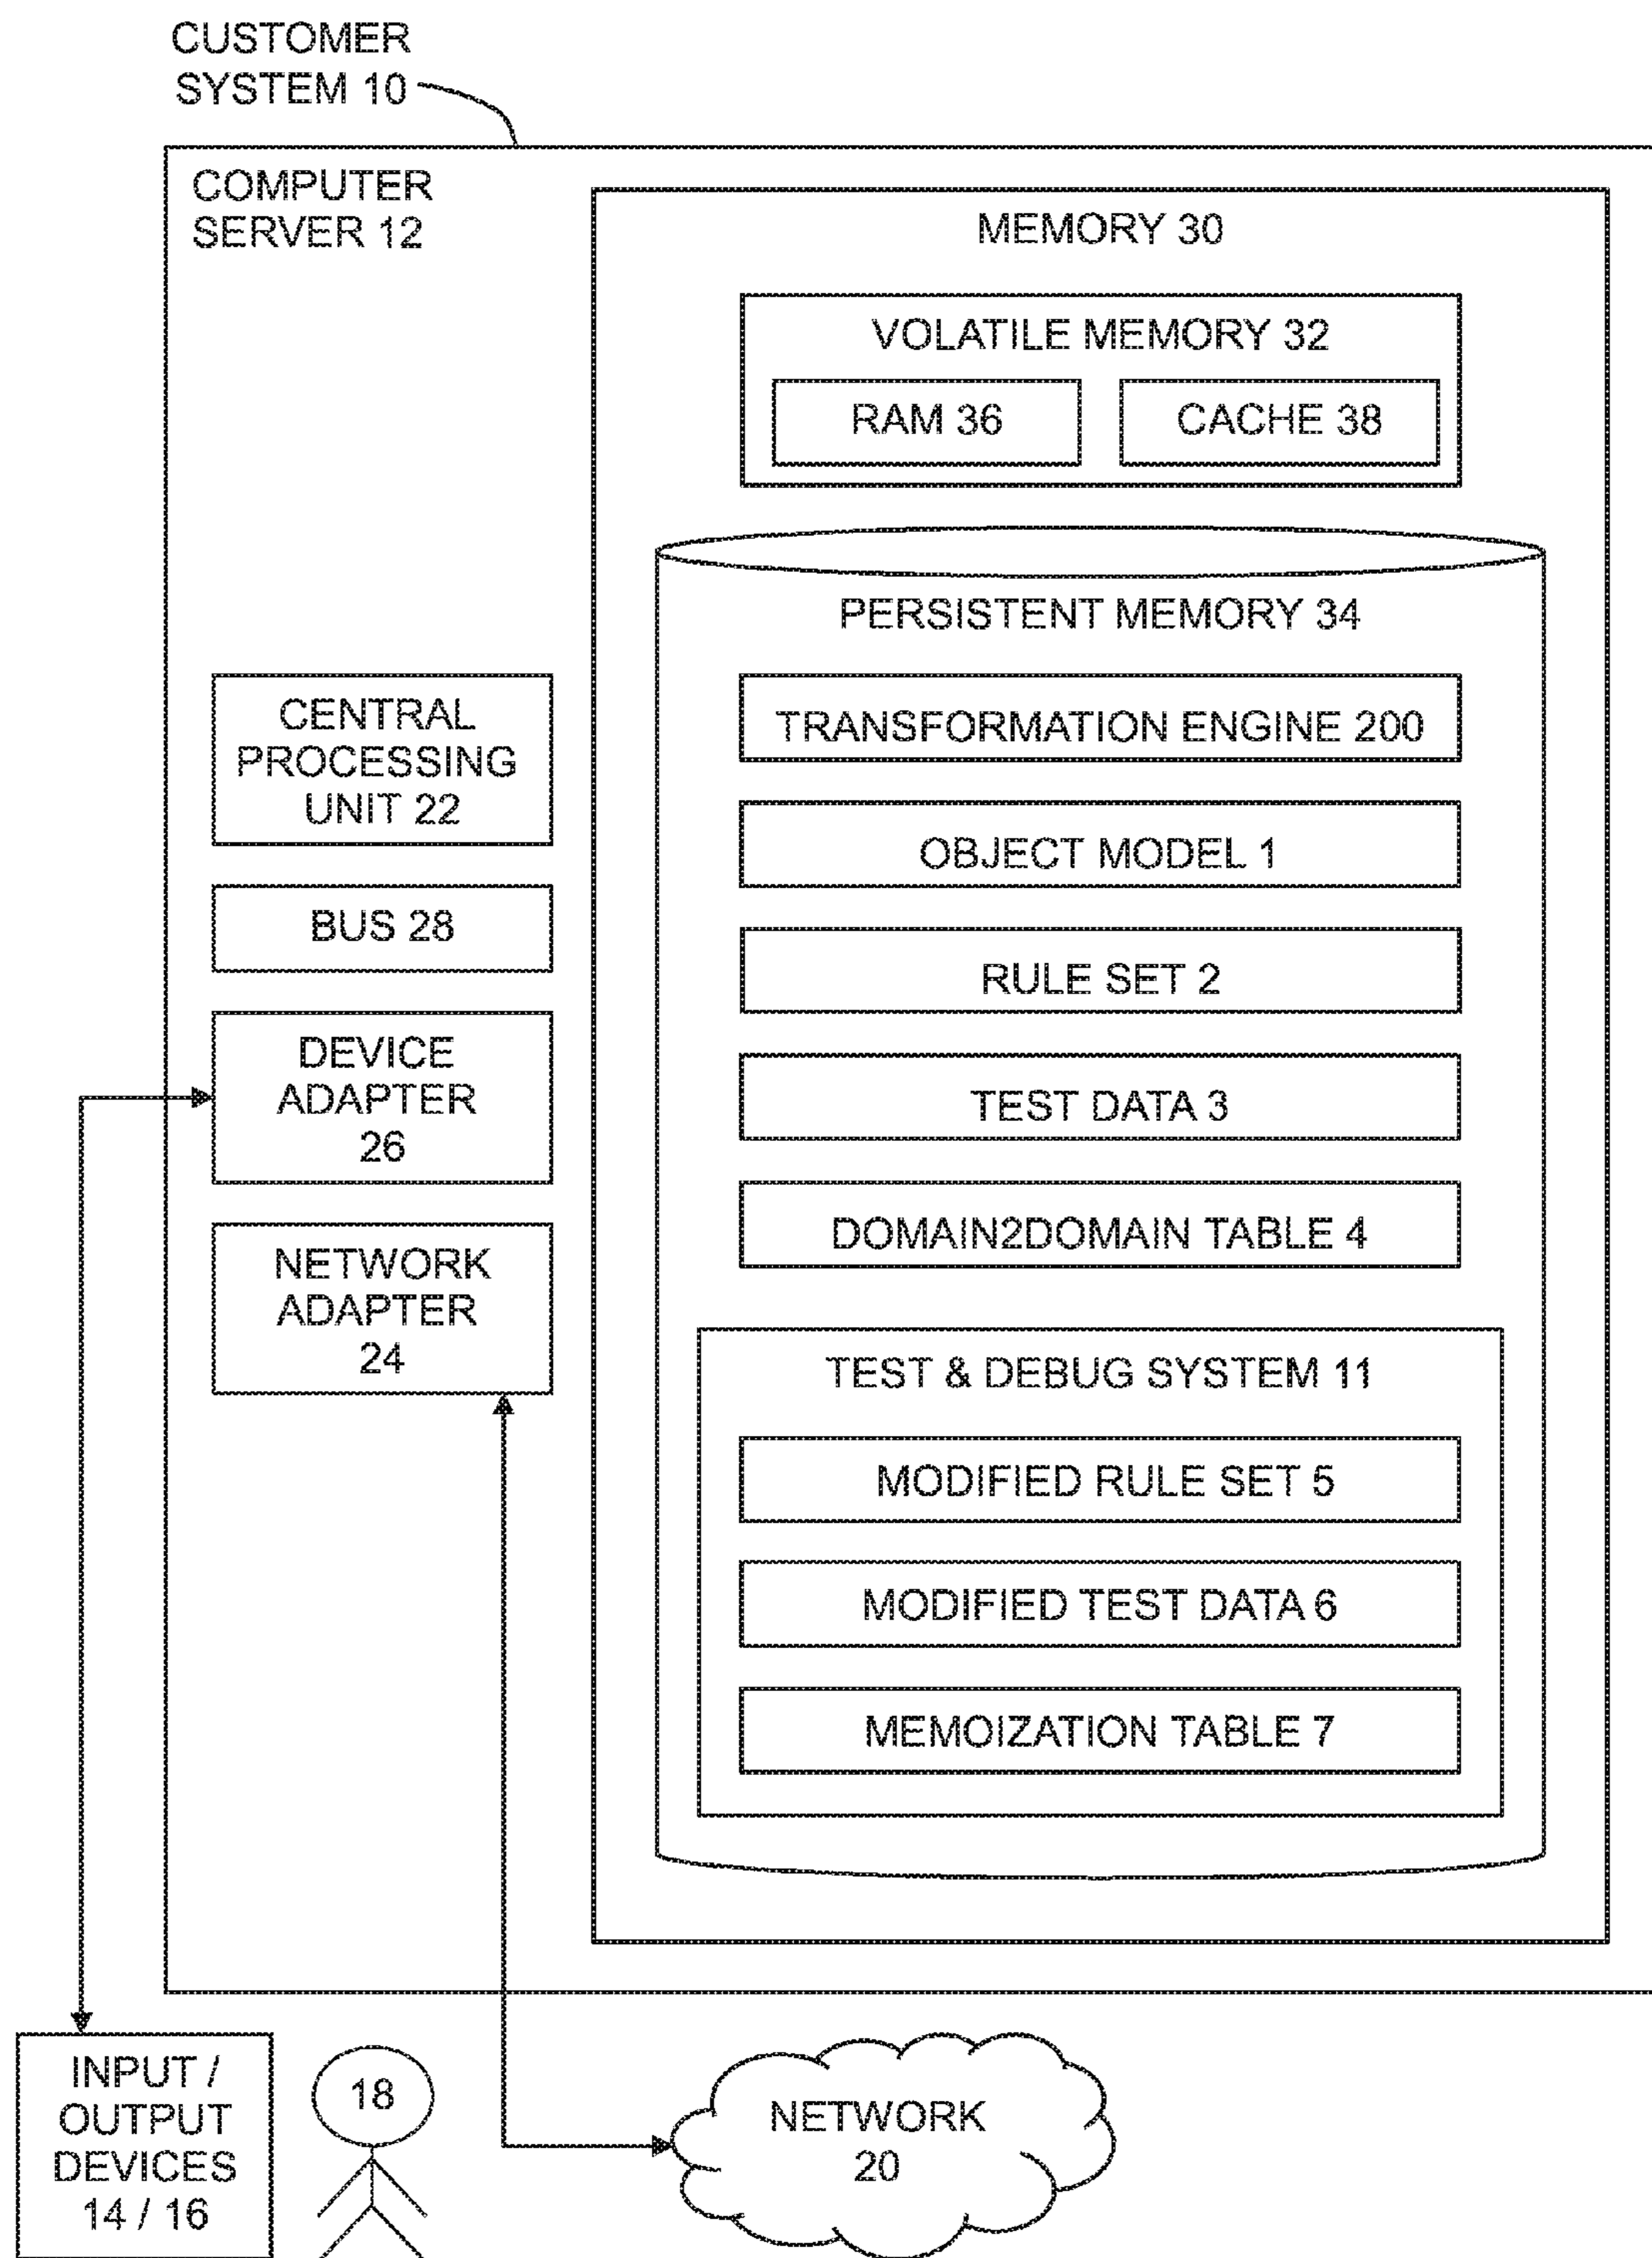 CUSTOMER
SYSTEM 10
COMPUTER
SERVER 12
MEMORY 30
VOLATILE MEMORY 32
RAM 36
CACHE 38
PERSISTENT MEMORY 34
TRANSFORMATION ENGINE 200
OBJECT MODEL 1
RULE SET 2
TEST DATA 3
DOMAIN2DOMAIN TABLE 4
TEST & DEBUG SYSTEM 11
MODIFIED RULE SET 5
MODIFIED TEST DATA 6
MEMOIZATION TABLE 7
CENTRAL
PROCESSING
UNIT 22
BUS 28
DEVICE
ADAPTER
26
NETWORK
ADAPTER
24
INPUT /
OUTPUT
DEVICES
14 / 16
18
NETWORK
20